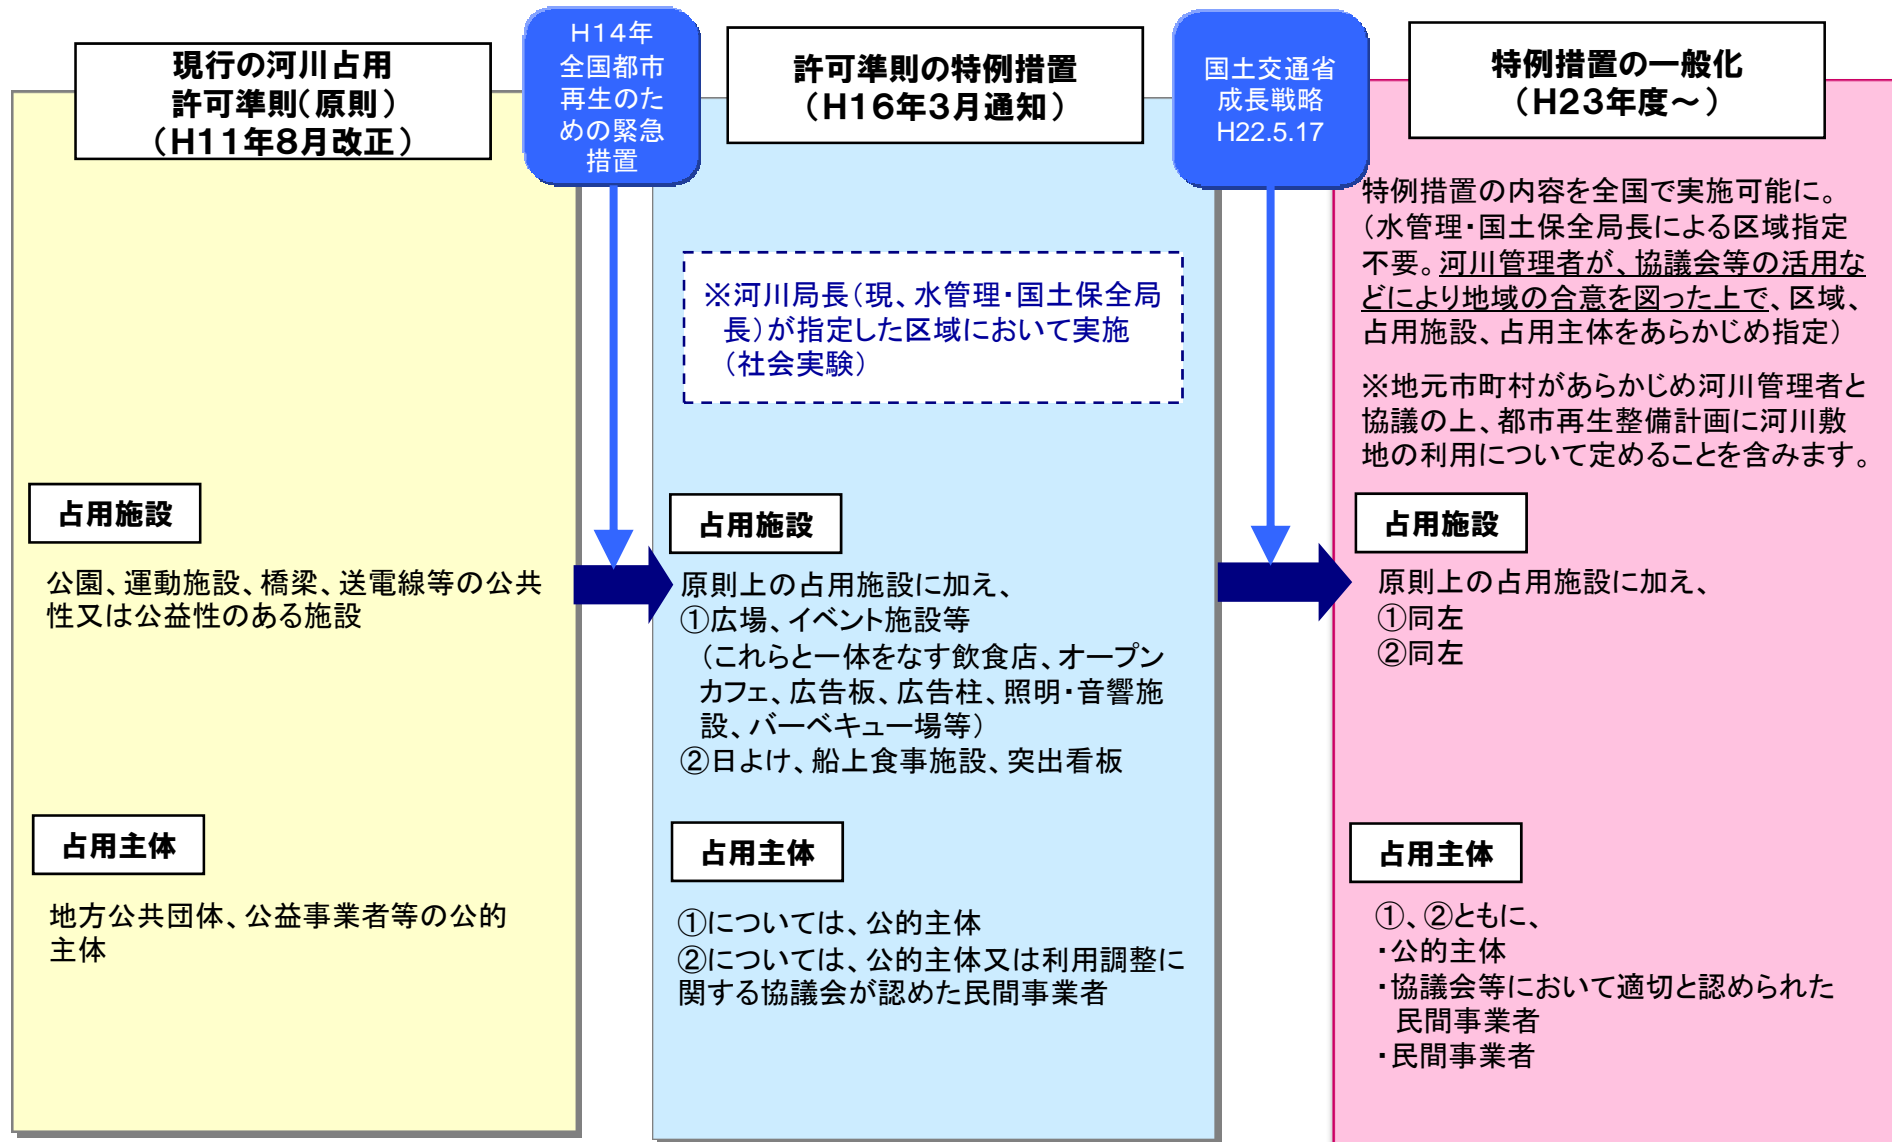 現行の河川占用
許可準則(原則)
(H11年8月改正)
占用施設
公園、運動施設、橋梁、送電線等の公共
性又は公益性のある施設
占用主体
地方公共団体、公益事業者等の公的
主体
H14年
全国都市
再生のた
めの緊急
措置
許可準則の特例措置
(H16年3月通知)
※河川局長(現、水管理・国土保全局
長)が指定した区域において実施
(社会実験)
占用施設
原則上の占用施設に加え、
①広場、イベント施設等
(これらと一体をなす飲食店、オープン
カフェ、広告板、広告柱、照明・音響施
設、バーベキュー場等)
②日よけ、船上食事施設、突出看板
占用主体
①については、公的主体
②については、公的主体又は利用調整に
関する協議会が認めた民間事業者
国土交通省
成長戦略
H22.5.17
特例措置の一般化
(H23年度~)
特例措置の内容を全国で実施可能に。
(水管理・国土保全局長による区域指定
不要。河川管理者が、協議会等の活用な
どにより地域の合意を図った上で、区域、
占用施設、占用主体をあらかじめ指定)
※地元市町村があらかじめ河川管理者と
協議の上、都市再生整備計画に河川敷
地の利用について定めることを含みます。
占用施設
原則上の占用施設に加え、
①同左
②同左
占用主体
①、②ともに、
・公的主体
・協議会等において適切と認められた
民間事業者
・民間事業者